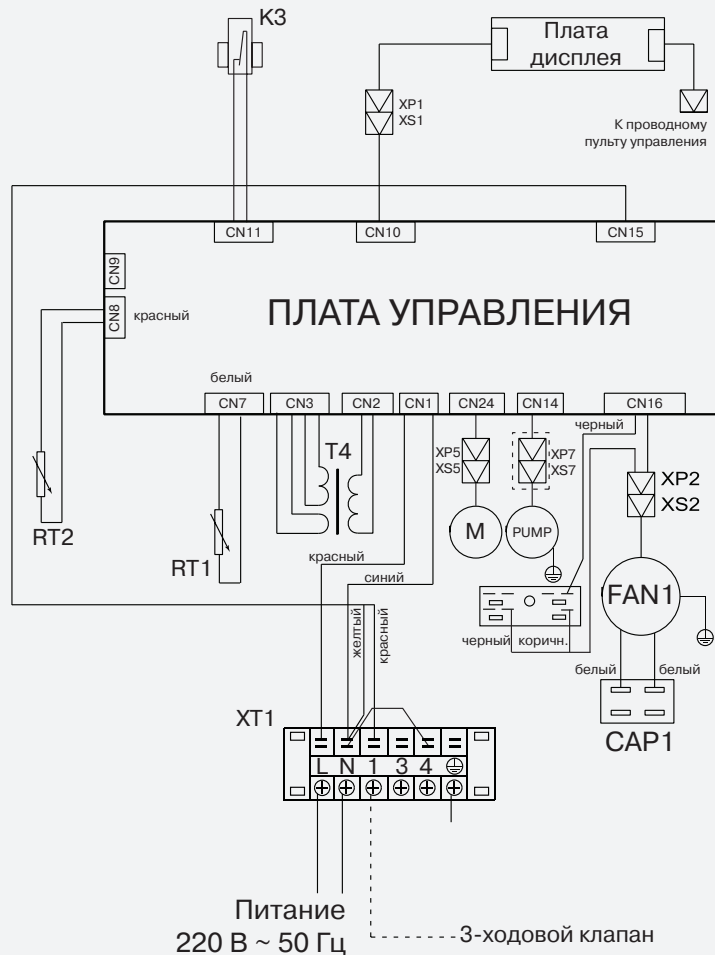 К3
Плата
дисплея
XP1
XS1
К проводному
пульту управления
CN11
CN10
CN15
CN9
CN8
красный
ПЛАТА УПРАВЛЕНИЯ
белый
CN7
CN3
CN2
CN1
CN24
CN14
CN16
черный
T4
XP5
XS5
XP7
XS7
XP2
XS2
RT2
RT1
M
PUMP
красный
синий
FAN1
желтый
красный
черный
коричн.
белый
белый
XT1
CAP1
L N 1 3 4
Питание
220 В ~ 50 Гц
3-ходовой клапан